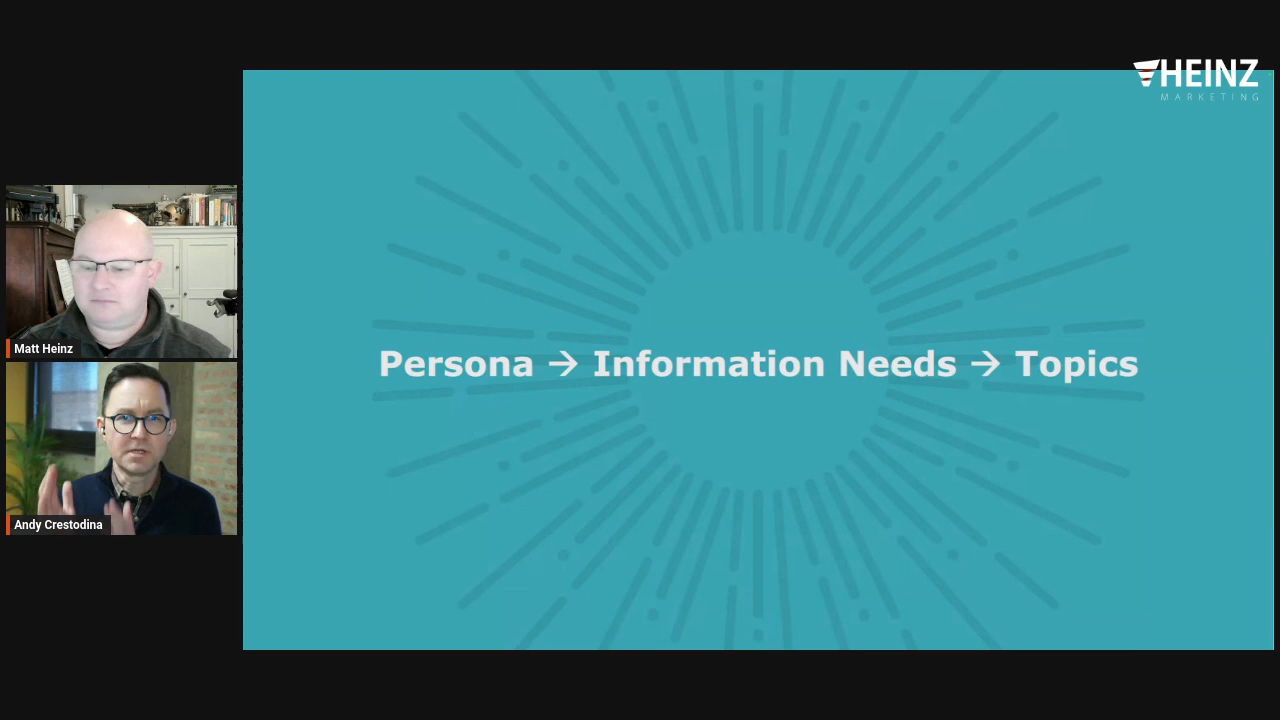 HEINZ
MARKETING
Persona → Information Needs → Topics
Matt Heinz
Andy Crestodina